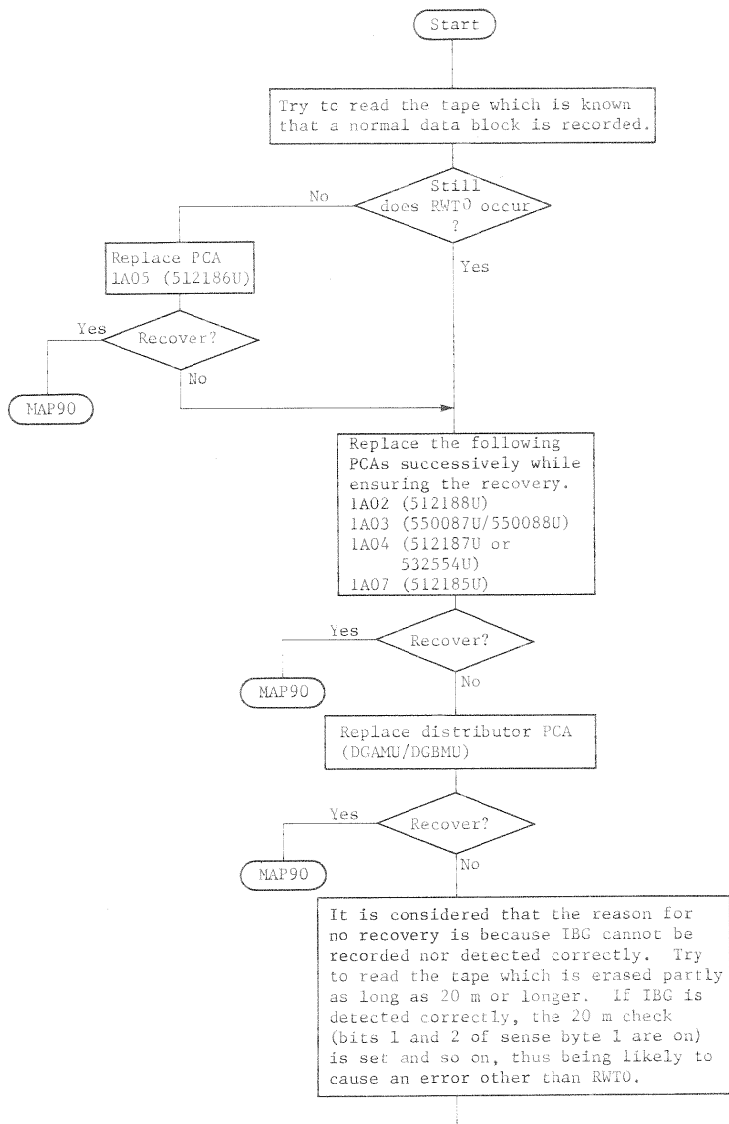 Start
Try to read the tape which is known
that a normal data block is recorded.
Still
does RWT0 occur
?
No
Yes
Replace PCA
1A05 (512186U)
Yes
Recover?
No
MAP90
Replace the following
PCAs successively while
ensuring the recovery.
1A02 (512188U)
1A03 (550087U/550088U)
1A04 (512187U or
532554U)
1A07 (512185U)
Yes
Recover?
No
MAP90
Replace distributor PCA
(DGAMU/DGBMU)
Yes
Recover?
No
MAP90
It is considered that the reason for
no recovery is because IBG cannot be
recorded nor detected correctly. Try
to read the tape which is erased partly
as long as 20 m or longer. If IBG is
detected correctly, the 20 m check
(bits 1 and 2 of sense byte 1 are on)
is set and so on, thus being likely to
cause an error other than RWT0.